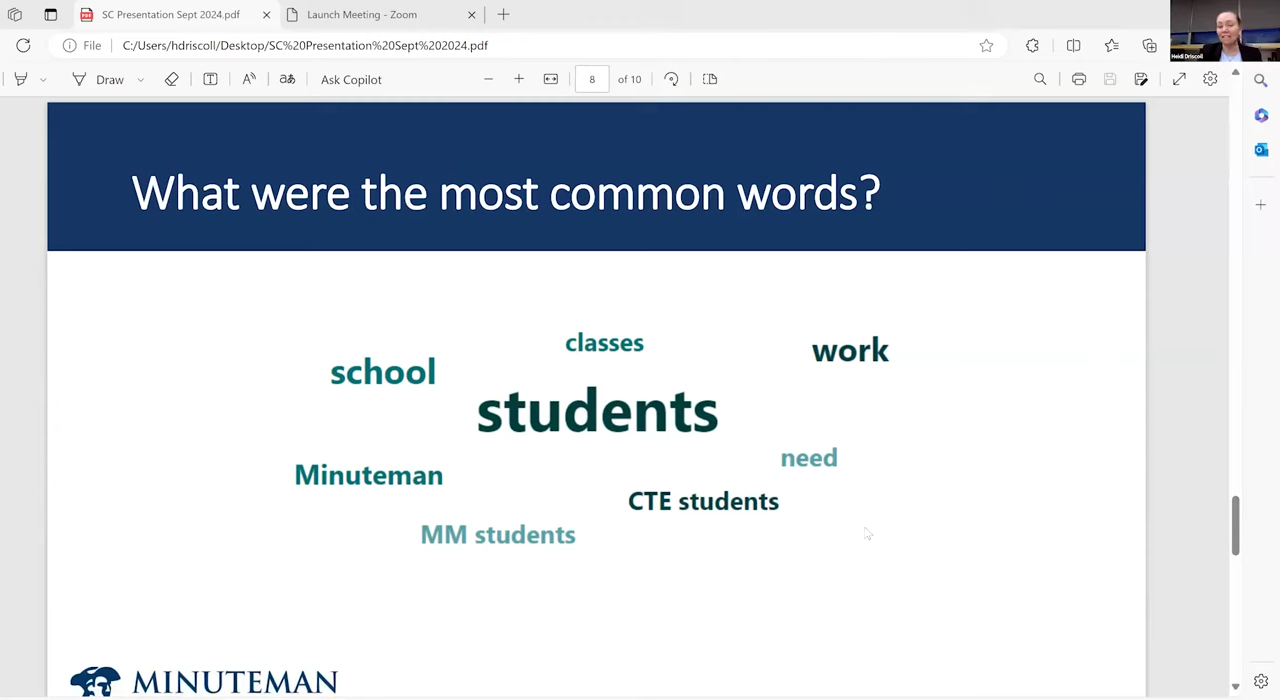 SC Presentation Sept 2024.pdf
Launch Meeting - Zoom
File
C:/Users/hdriscoll/Desktop/SC%20Presentation%20Sept%202024.pdf
Draw
Ask Copilot
8 of 10
Heidi Driscoll
What were the most common words?
classes
work
school
students
need
Minuteman
CTE students
MM students
MINUTEMAN